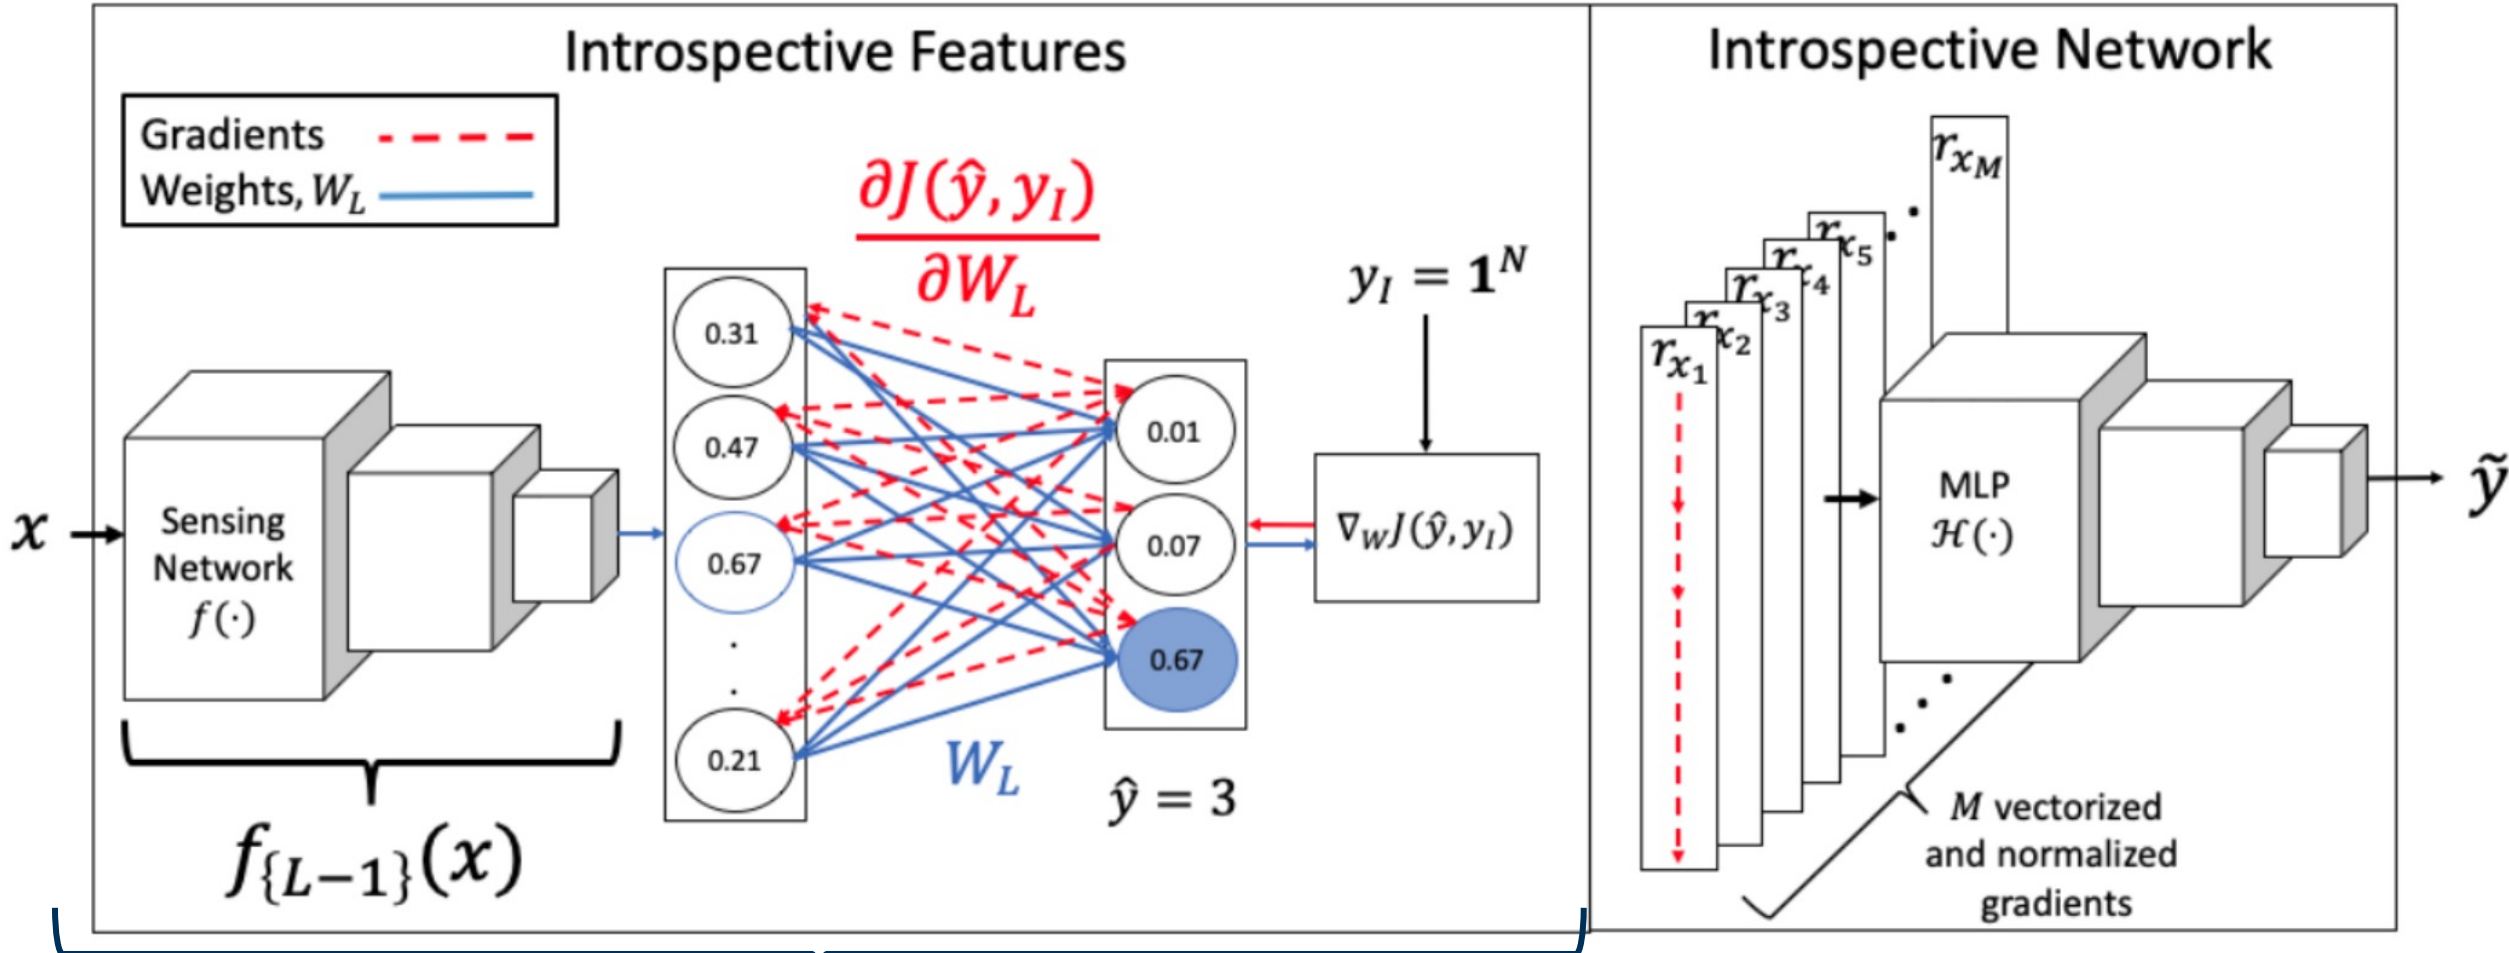 Introspective Features
Gradients
Weights, W_L
∂J(ŷ, y_I)
∂W_L
x
Sensing
Network
f(·)
f_{L−1}(x)
0.31
0.47
0.67
.
.
0.21
W_L
0.01
0.07
0.67
ŷ = 3
y_I = 1^N
∇_W J(ŷ, y_I)
Introspective Network
r_{x_1}
r_{x_2}
r_{x_3}
r_{x_4}
r_{x_5}
r_{x_M}
MLP
ℋ(·)
ỹ
M vectorized
and normalized
gradients